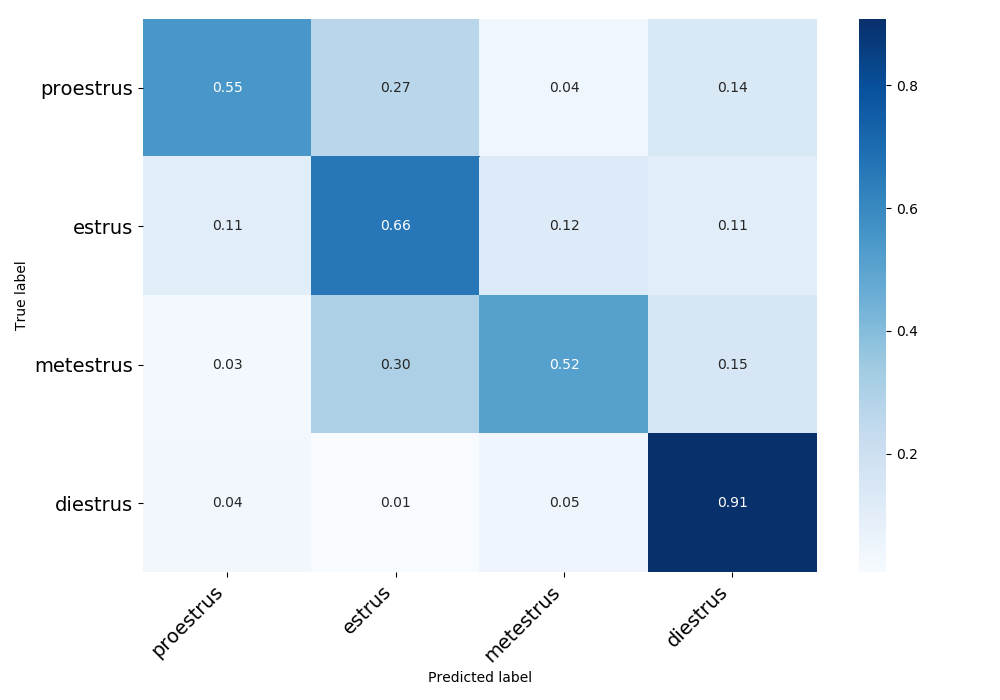 proestrus 0.55 0.27 0.04 0.14
estrus 0.11 0.66 0.12 0.11
metestrus 0.03 0.30 0.52 0.15
diestrus 0.04 0.01 0.05 0.91
True label
proestrus estrus metestrus diestrus
Predicted label
0.8
0.6
0.4
0.2